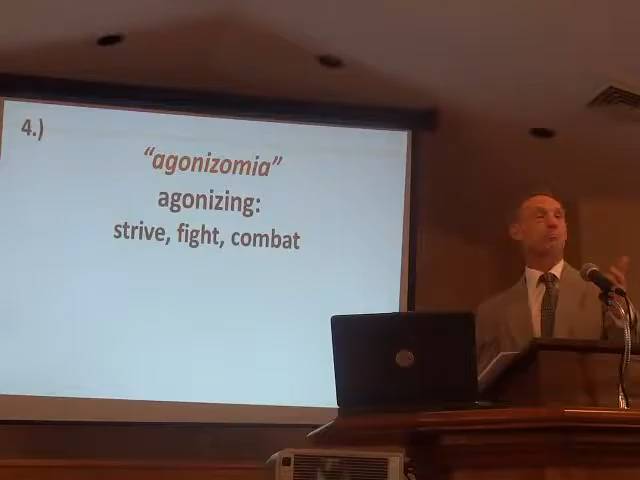 4.)
“agonizomia”
agonizing:
strive, fight, combat